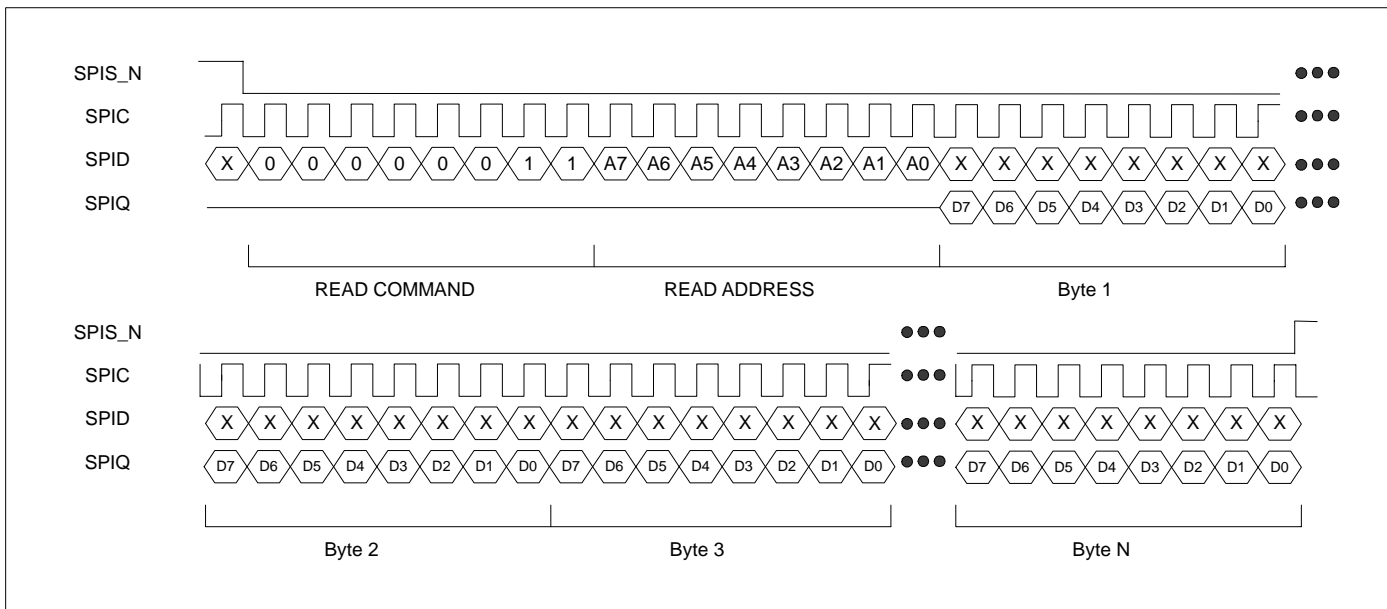 SPIS_N
SPIC
SPID X 0 0 0 0 0 0 1 1 A7 A6 A5 A4 A3 A2 A1 A0 X X X X X X X X
SPIQ D7 D6 D5 D4 D3 D2 D1 D0
READ COMMAND READ ADDRESS Byte 1
SPIS_N
SPIC
SPID X X X X X X X X X X X X X X X X X X X X X X X X
SPIQ D7 D6 D5 D4 D3 D2 D1 D0 D7 D6 D5 D4 D3 D2 D1 D0 D7 D6 D5 D4 D3 D2 D1 D0
Byte 2 Byte 3 Byte N